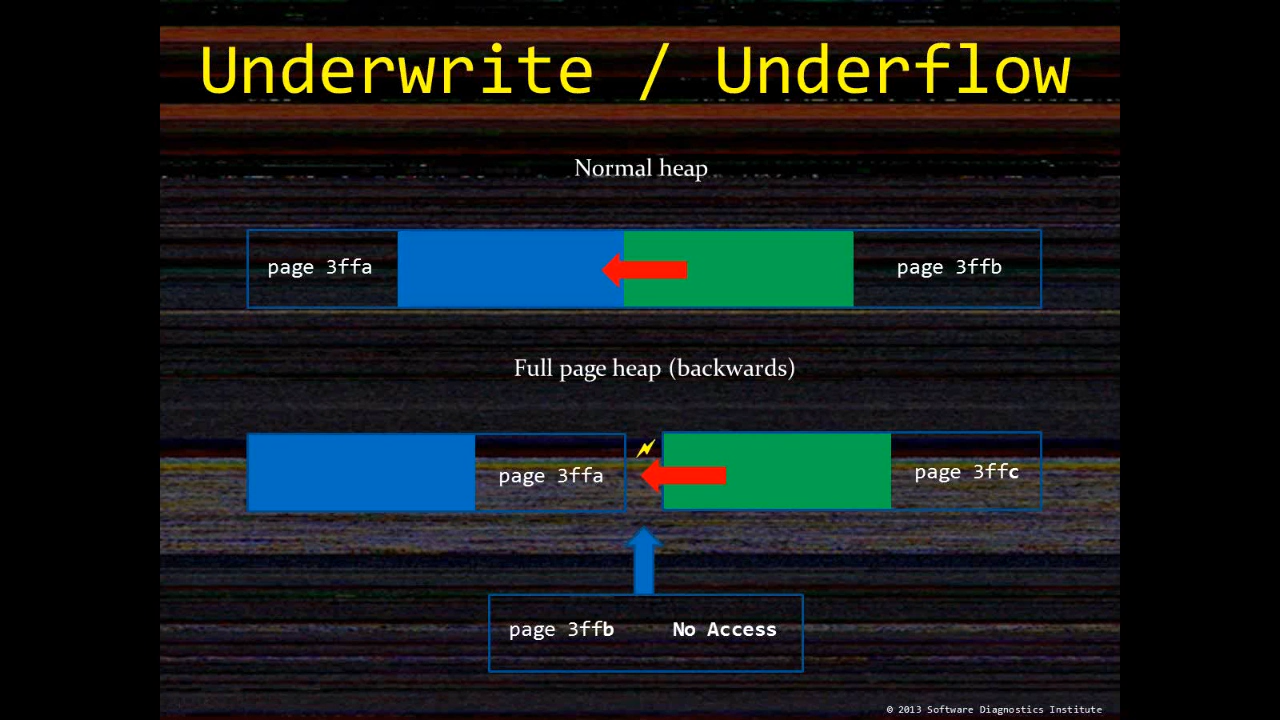 Underwrite / Underflow
Normal heap
page 3ffa
page 3ffb
Full page heap (backwards)
page 3ffa
page 3ffc
page 3ffb No Access
© 2013 Software Diagnostics Institute